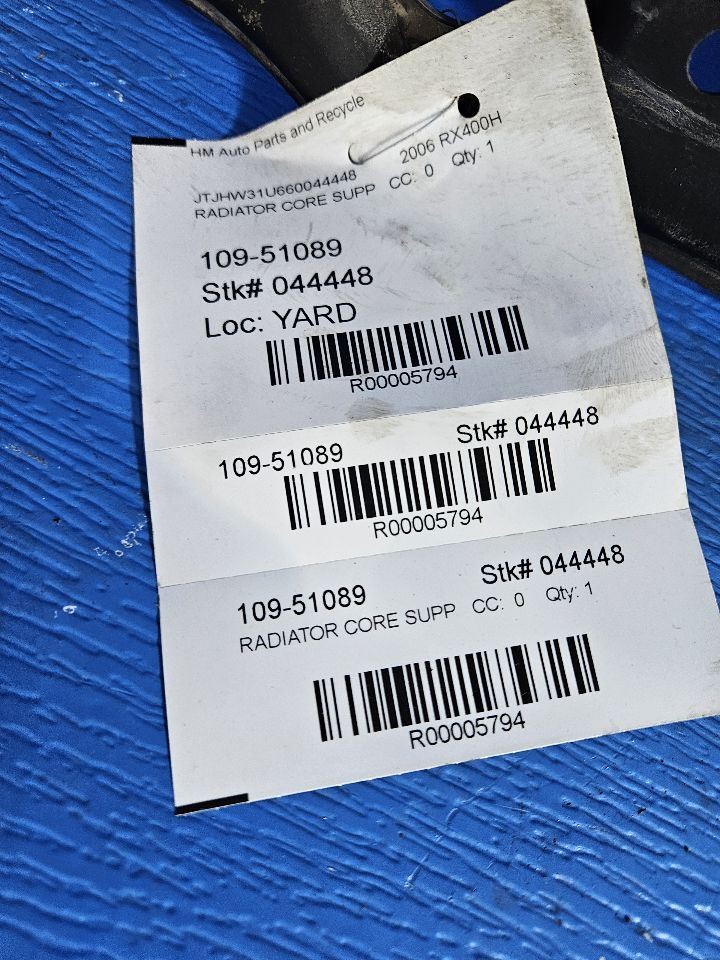 HM Auto Parts and Recycle
2006 RX400H
JTJHW31U660044448
RADIATOR CORE SUPP CC: 0 Qty: 1
109-51089
Stk# 044448
Loc: YARD
R00005794
109-51089 Stk# 044448
R00005794
109-51089 Stk# 044448
RADIATOR CORE SUPP CC: 0 Qty: 1
R00005794